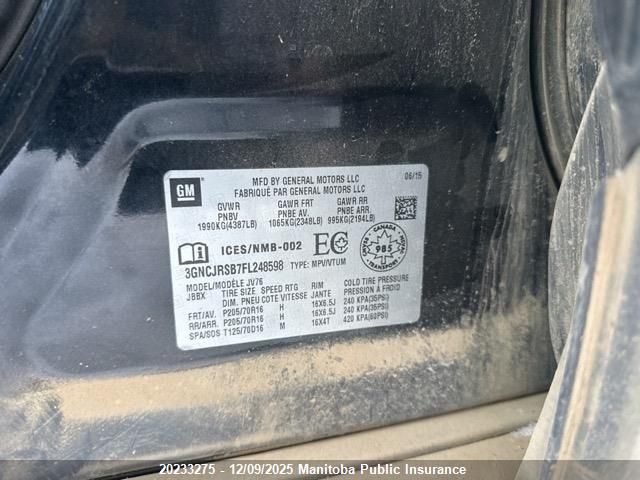 GM
MFD BY GENERAL MOTORS LLC
FABRIQUÉ PAR GENERAL MOTORS LLC
06/15
GVWR GAWR FRT GAWR RR
PNBV PNBE AV. PNBE ARR.
1990KG(4387LB) 1065KG(2348LB) 995KG(2194LB)
ICES/NMB-002 EC
CANADA 985
3GNCJRSB7FL248598 TYPE: MPV/VTUM
MODEL/MODÈLE JV76
JBBX TIRE SIZE SPEED RTG RIM COLD TIRE PRESSURE
DIM. PNEU COTE VITESSE JANTE PRESSION À FROID
FRT/AV. P205/70R16 H 16X6.5J 240 KPA(35PSI)
RR/ARR. P205/70R16 H 16X6.5J 240 KPA(35PSI)
SPA/SOS T125/70D16 M 16X4T 420 KPA(60PSI)
20233275 - 12/09/2025 Manitoba Public Insurance